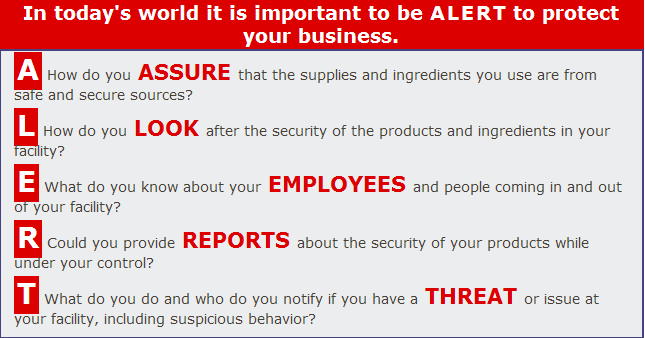 In today's world it is important to be ALERT to protect
your business.
A How do you ASSURE that the supplies and ingredients you use are from
safe and secure sources?
L How do you LOOK after the security of the products and ingredients in your
facility?
E What do you know about your EMPLOYEES and people coming in and out
of your facility?
R Could you provide REPORTS about the security of your products while
under your control?
T What do you do and who do you notify if you have a THREAT or issue at
your facility, including suspicious behavior?